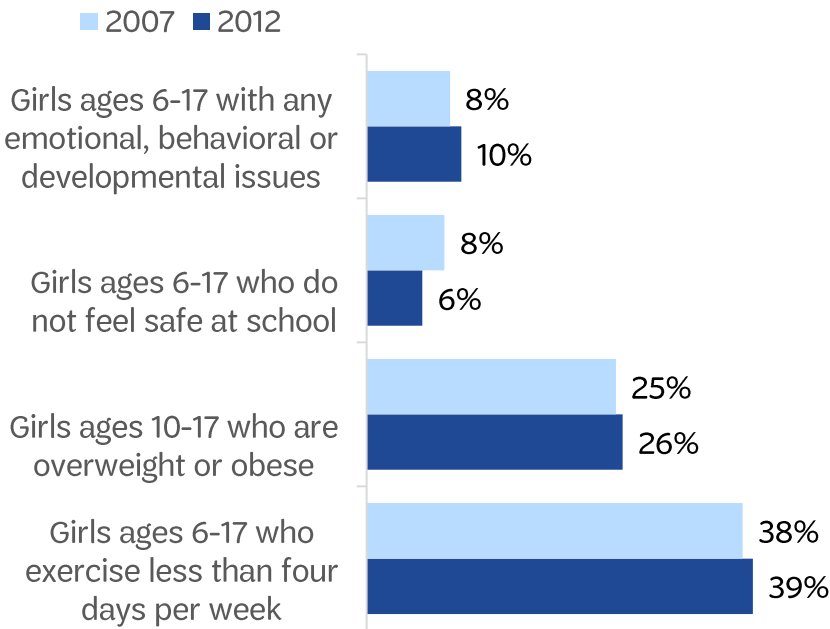 2007 2012
Girls ages 6-17 with any
emotional, behavioral or
developmental issues
8%
10%
Girls ages 6-17 who do
not feel safe at school
8%
6%
Girls ages 10-17 who are
overweight or obese
25%
26%
Girls ages 6-17 who
exercise less than four
days per week
38%
39%